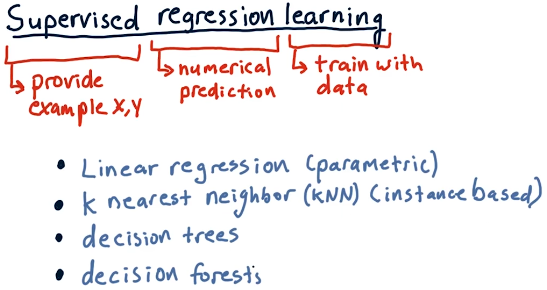 Supervised regression learning
↳ provide example X,Y
↳ numerical prediction
↳ train with data
• Linear regression (parametric)
• k nearest neighbor (KNN) (instance based)
• decision trees
• decision forests